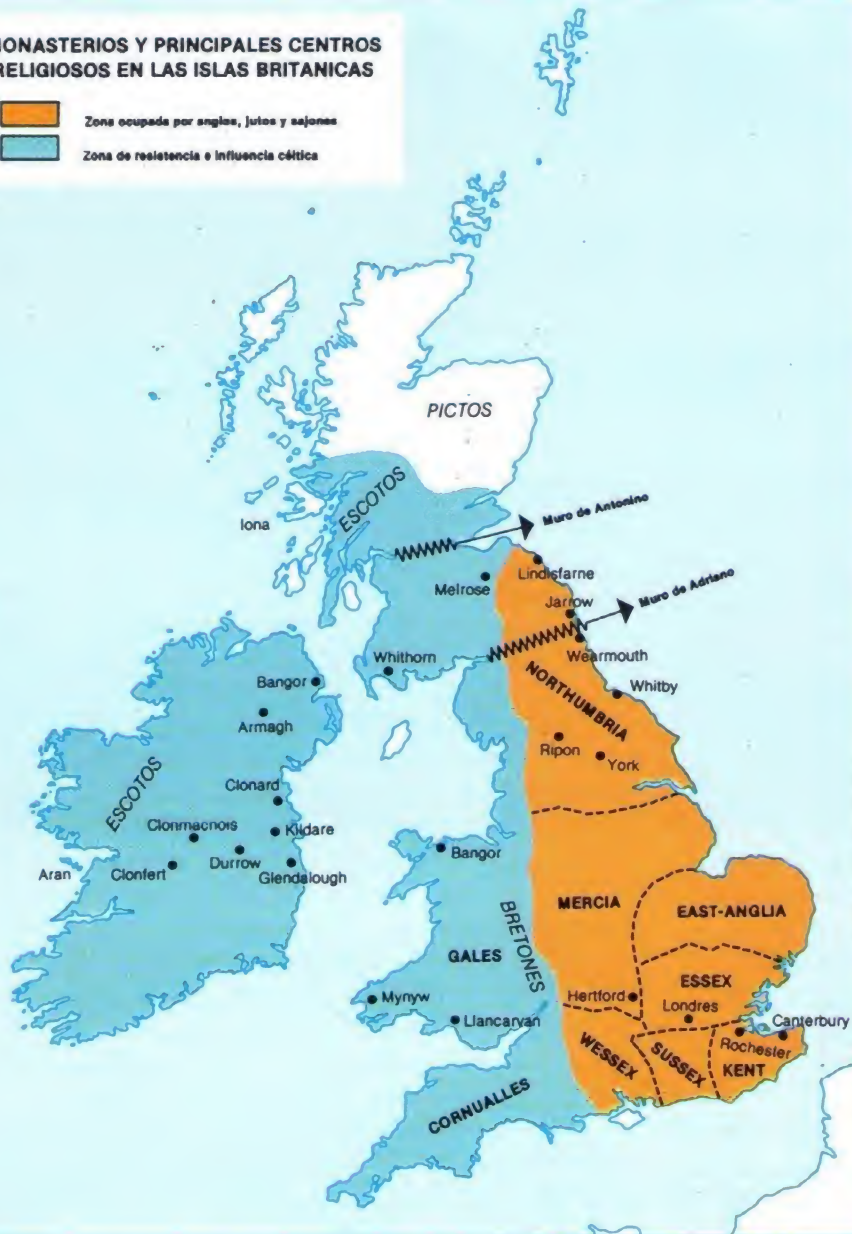 MONASTERIOS Y PRINCIPALES CENTROS
RELIGIOSOS EN LAS ISLAS BRITANICAS
Zona ocupada por anglos, jutos y sajones
Zona de resistencia e influencia céltica
PICTOS
ESCOTOS
Iona
Muro de Antonino
Lindisfarne
Melrose
Jarrow
Muro de Adriano
Wearmouth
Whithorn
Whitby
NORTHUMBRIA
Bangor
Armagh
Ripon
York
ESCOTOS
Clonard
Clonmacnois
Kildare
Aran
Clonfert
Durrow
Glendalough
Bangor
MERCIA
EAST-ANGLIA
BRETONES
GALES
ESSEX
Mynyw
Hertford
Londres
Llancarvan
Canterbury
Rochester
WESSEX
SUSSEX
KENT
CORNUALLES